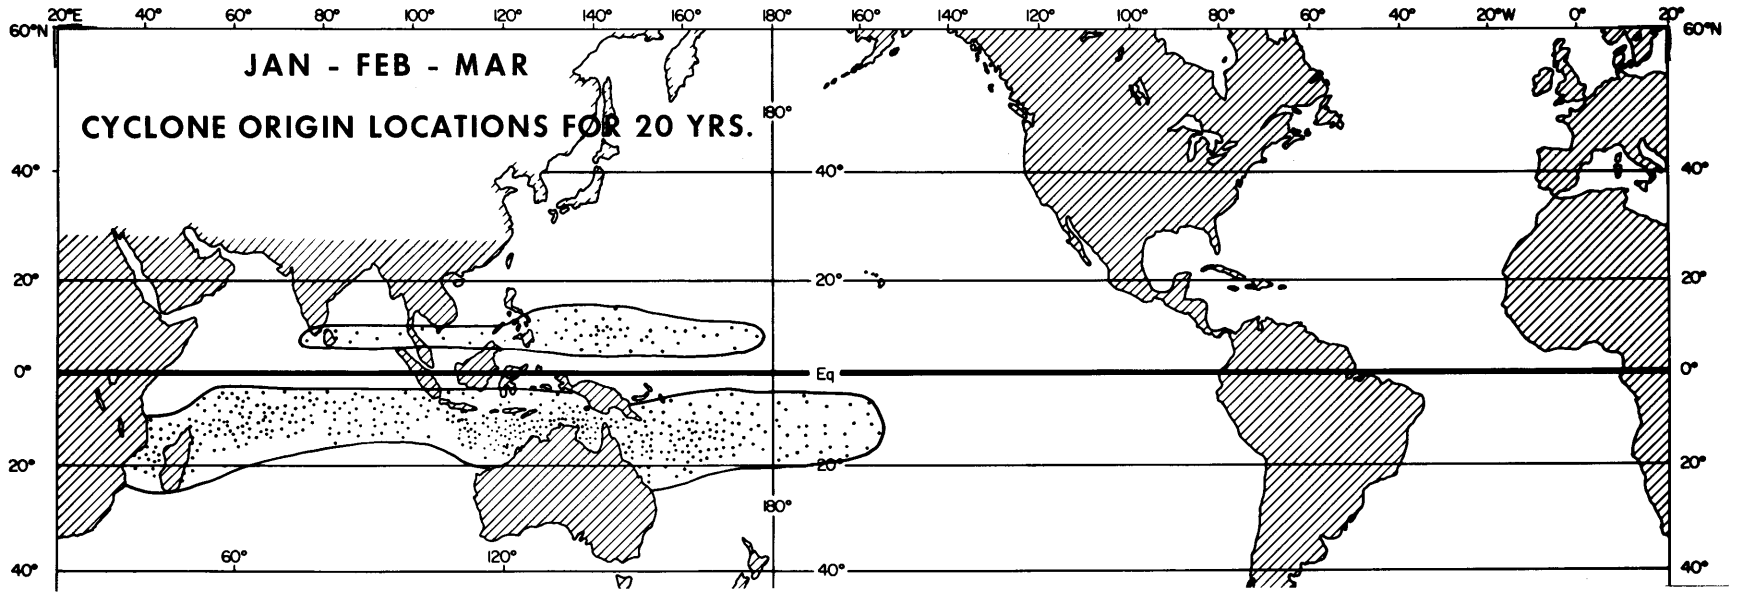 20°E 40° 60° 80° 100° 120° 140° 160° 180° 160° 140° 120° 100° 80° 60° 40° 20°W 0° 20°
60°N 60°N
JAN - FEB - MAR
180°
CYCLONE ORIGIN LOCATIONS FOR 20 YRS.
40° 40° 40°
20° 20° 20°
0° Eq 0°
20° 20° 20°
180°
60° 120°
40° 40° 40°